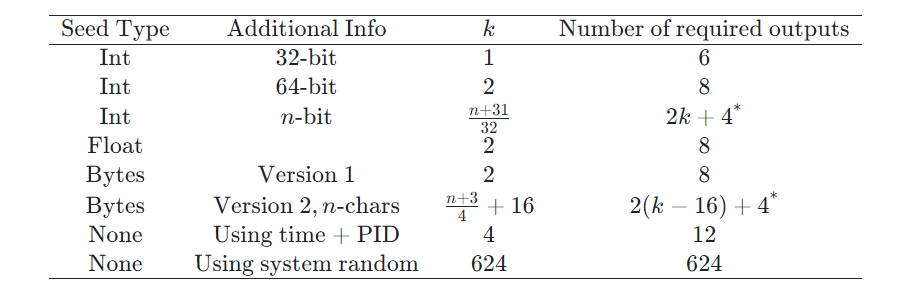 Seed Type Additional Info k Number of required outputs
Int 32-bit 1 6
Int 64-bit 2 8
Int n-bit n+31/32 2k + 4*
Float 2 8
Bytes Version 1 2 8
Bytes Version 2, n-chars n+3/4 + 16 2(k − 16) + 4*
None Using time + PID 4 12
None Using system random 624 624